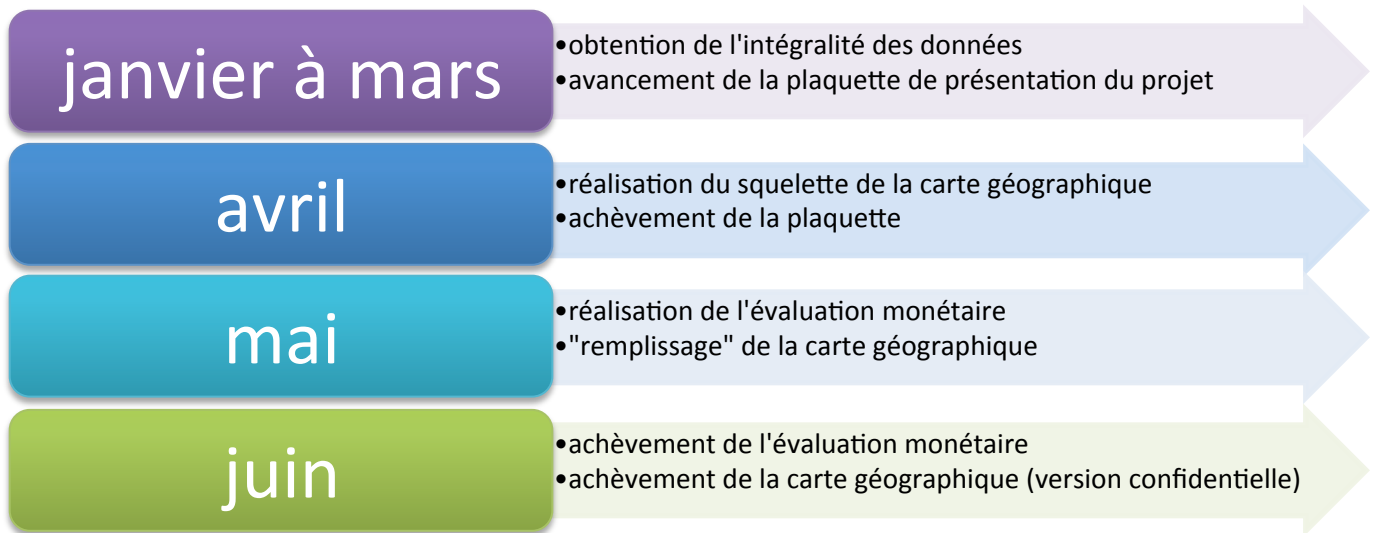 janvier à mars
•obtention de l'intégralité des données
•avancement de la plaquette de présentation du projet
avril
•réalisation du squelette de la carte géographique
•achèvement de la plaquette
mai
•réalisation de l'évaluation monétaire
•"remplissage" de la carte géographique
juin
•achèvement de l'évaluation monétaire
•achèvement de la carte géographique (version confidentielle)